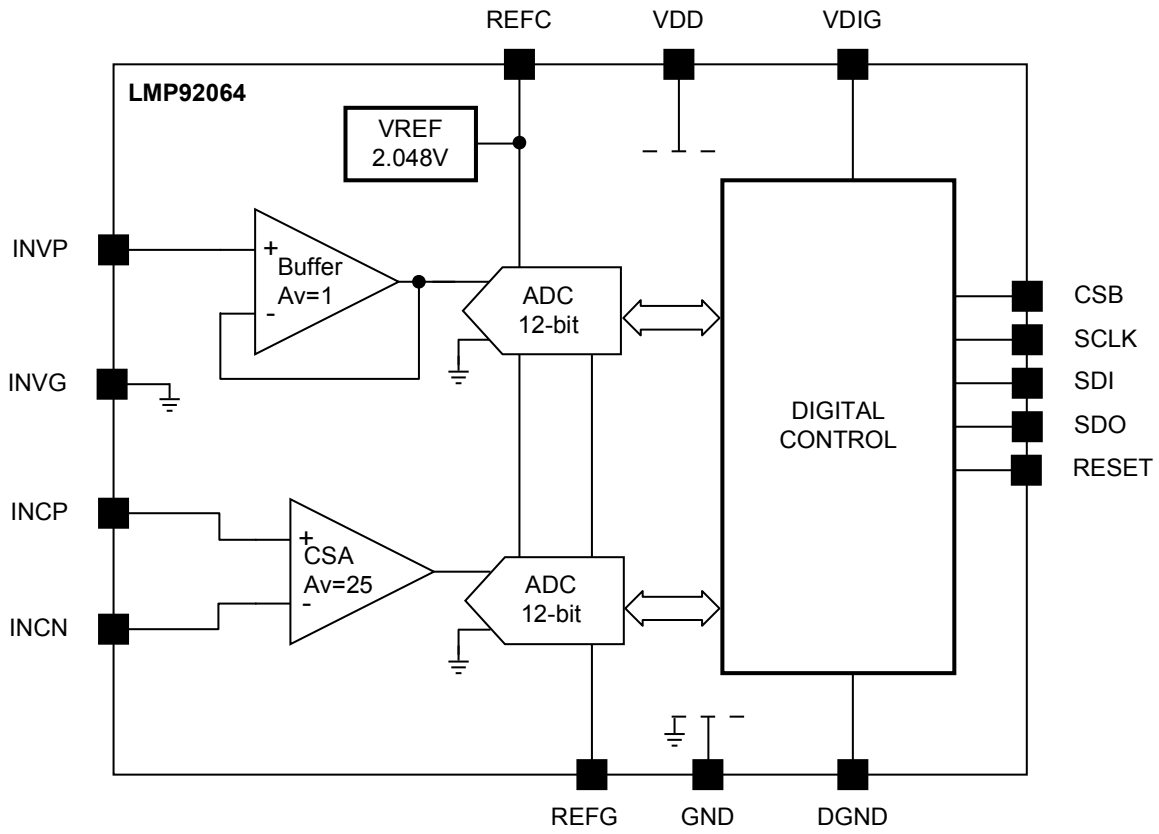 REFC
VDD
VDIG
LMP92064
VREF
2.048V
INVP
+
Buffer
Av=1
-
ADC
12-bit
INVG
CSB
SCLK
SDI
SDO
RESET
DIGITAL
CONTROL
INCP
+
CSA
Av=25
-
ADC
12-bit
INCN
REFG
GND
DGND